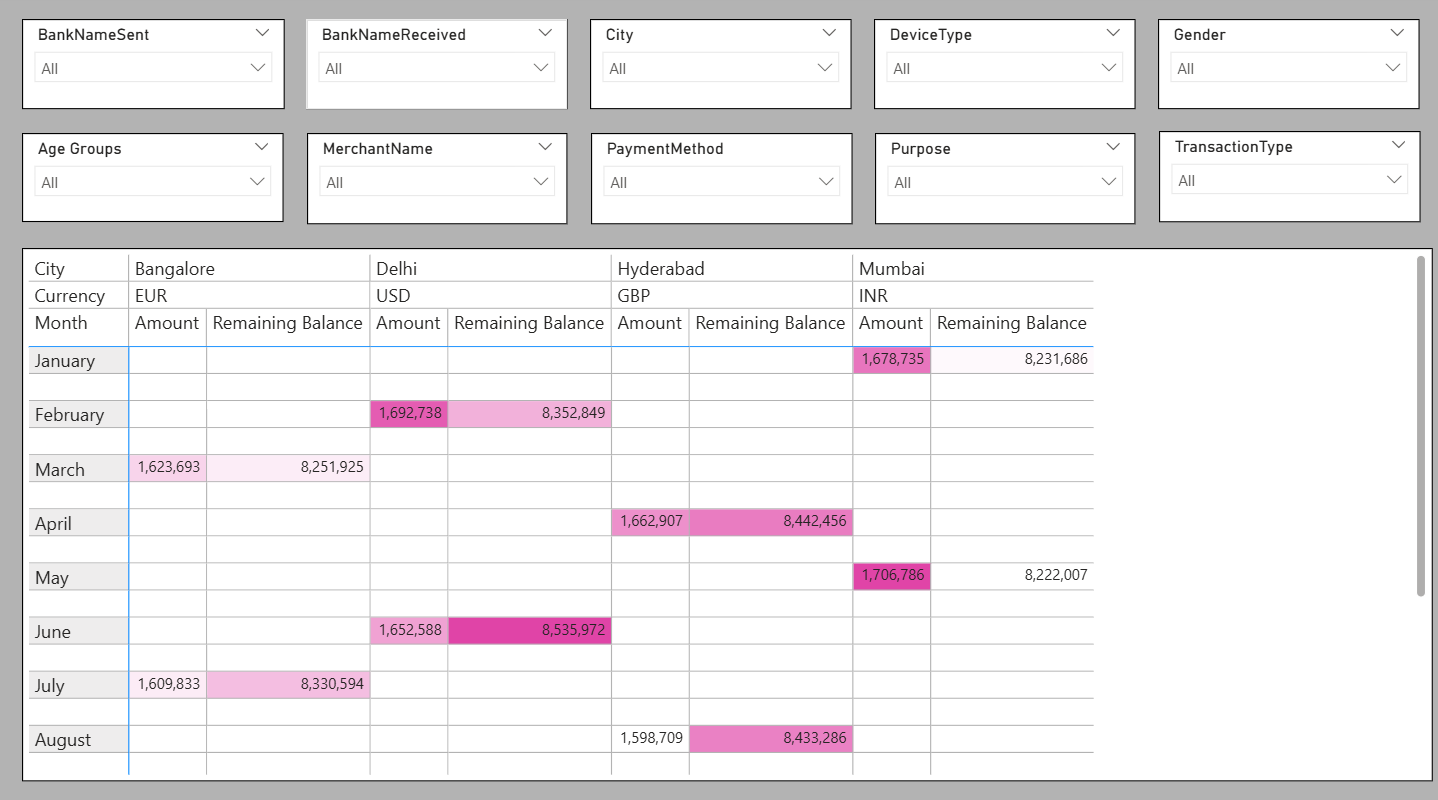 BankNameSent BankNameReceived City DeviceType Gender
All All All All All
Age Groups MerchantName PaymentMethod Purpose TransactionType
All All All All All
City Bangalore Delhi Hyderabad Mumbai
Currency EUR USD GBP INR
Month Amount Remaining Balance Amount Remaining Balance Amount Remaining Balance Amount Remaining Balance
January 1,678,735 8,231,686
February 1,692,738 8,352,849
March 1,623,693 8,251,925
April 1,662,907 8,442,456
May 1,706,786 8,222,007
June 1,652,588 8,535,972
July 1,609,833 8,330,594
August 1,598,709 8,433,286